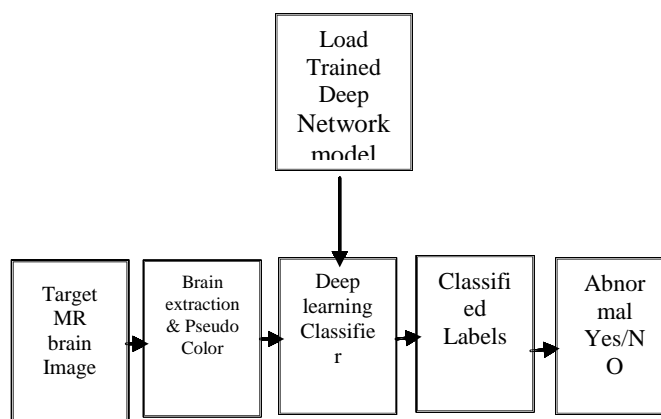 Load
Trained
Deep
Network
model
Target
MR
brain
Image
Brain
extraction
& Pseudo
Color
Deep
learning
Classifie
r
Classifi
ed
Labels
Abnor
mal
Yes/N
O